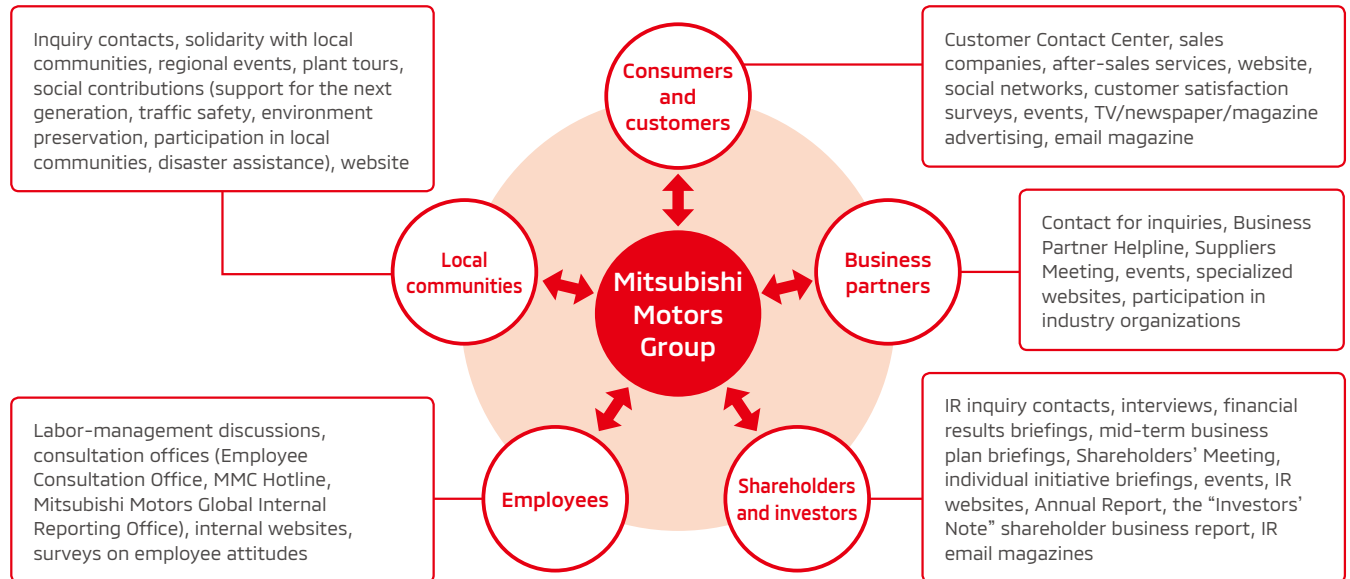 Inquiry contacts, solidarity with local
communities, regional events, plant tours,
social contributions (support for the next
generation, traffic safety, environment
preservation, participation in local
communities, disaster assistance), website
Consumers
and
customers
Customer Contact Center, sales
companies, after-sales services, website,
social networks, customer satisfaction
surveys, events, TV/newspaper/magazine
advertising, email magazine
Local
communities
Mitsubishi
Motors
Group
Business
partners
Contact for inquiries, Business
Partner Helpline, Suppliers
Meeting, events, specialized
websites, participation in
industry organizations
Labor-management discussions,
consultation offices (Employee
Consultation Office, MMC Hotline,
Mitsubishi Motors Global Internal
Reporting Office), internal websites,
surveys on employee attitudes
Employees
Shareholders
and investors
IR inquiry contacts, interviews, financial
results briefings, mid-term business
plan briefings, Shareholders’ Meeting,
individual initiative briefings, events, IR
websites, Annual Report, the “Investors’
Note” shareholder business report, IR
email magazines